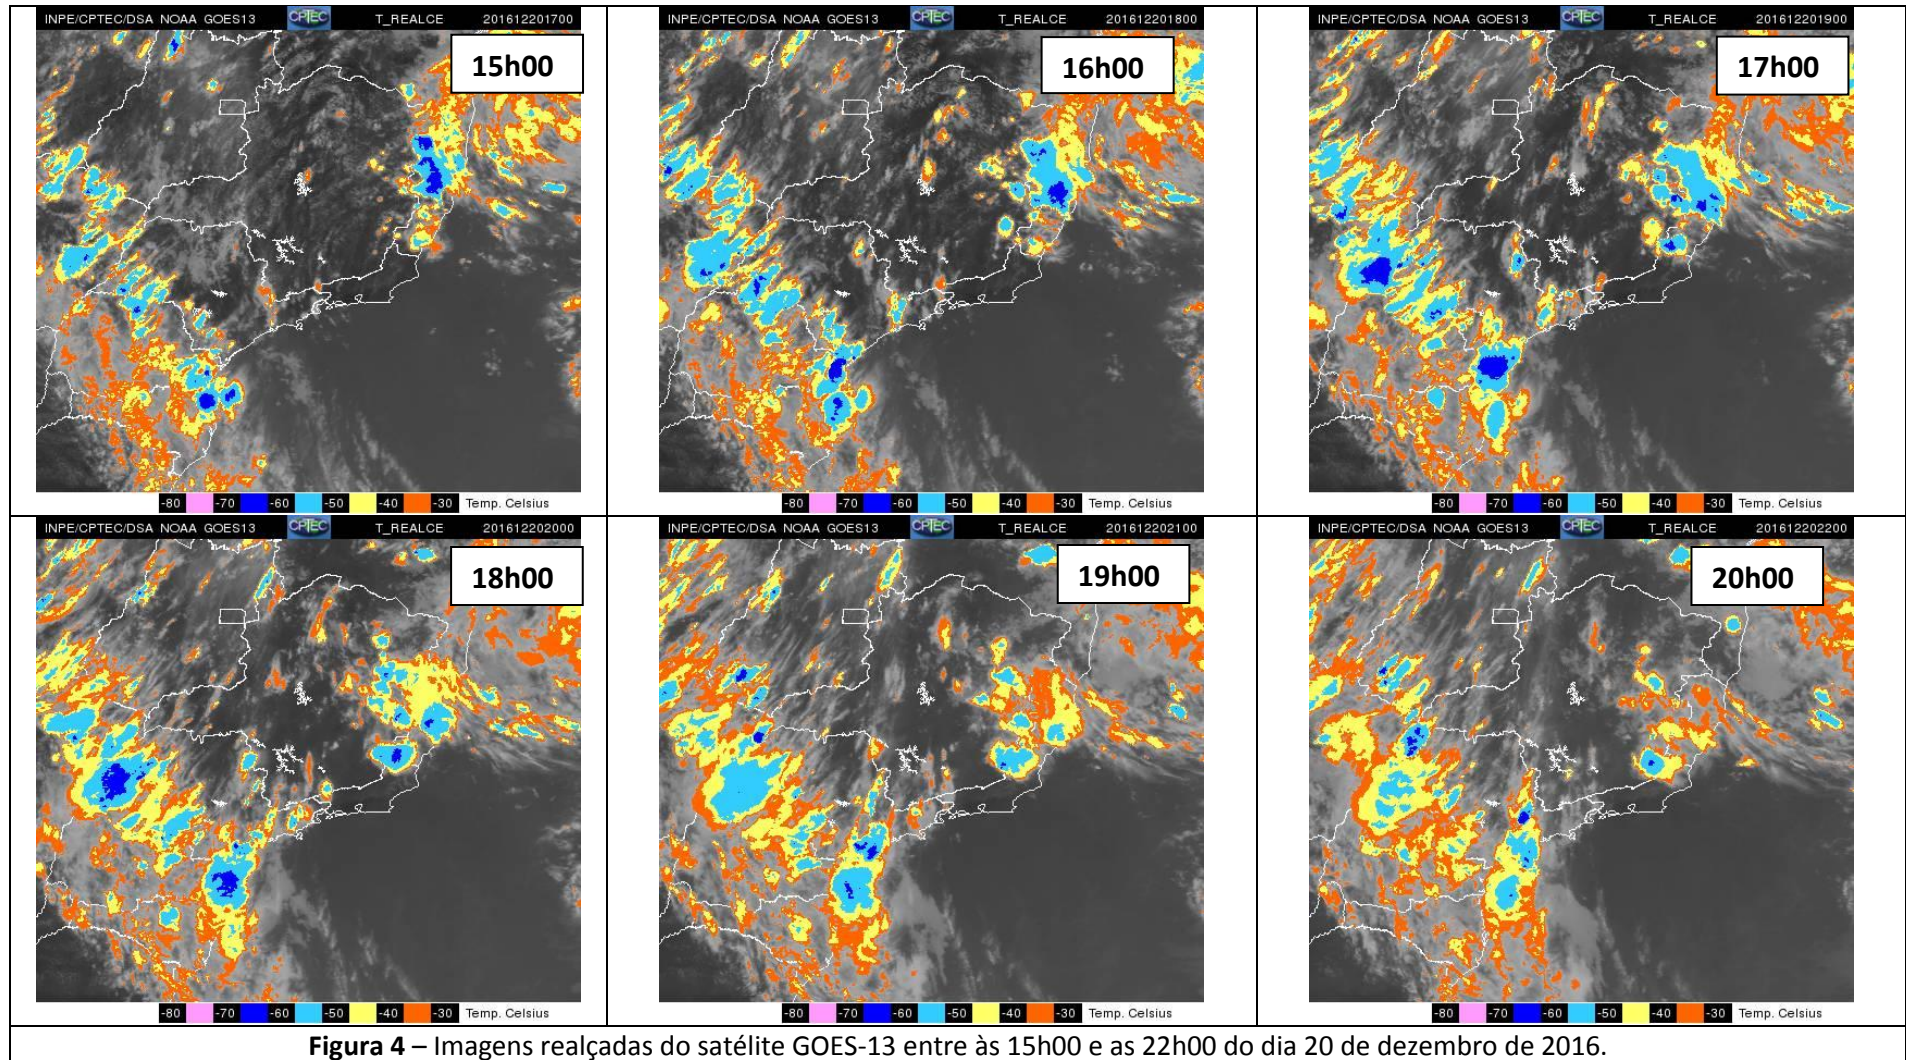 INPE/CPTEC/DSA NOAA GOES13 CPTEC T_REALCE 201612201700
15h00
-80 -70 -60 -50 -40 -30 Temp. Celsius
INPE/CPTEC/DSA NOAA GOES13 CPTEC T_REALCE 201612201800
16h00
-80 -70 -60 -50 -40 -30 Temp. Celsius
INPE/CPTEC/DSA NOAA GOES13 CPTEC T_REALCE 201612201900
17h00
-80 -70 -60 -50 -40 -30 Temp. Celsius
INPE/CPTEC/DSA NOAA GOES13 CPTEC T_REALCE 201612202000
18h00
-80 -70 -60 -50 -40 -30 Temp. Celsius
INPE/CPTEC/DSA NOAA GOES13 CPTEC T_REALCE 201612202100
19h00
-80 -70 -60 -50 -40 -30 Temp. Celsius
INPE/CPTEC/DSA NOAA GOES13 CPTEC T_REALCE 201612202200
20h00
-80 -70 -60 -50 -40 -30 Temp. Celsius
Figura 4 – Imagens realçadas do satélite GOES-13 entre às 15h00 e as 22h00 do dia 20 de dezembro de 2016.